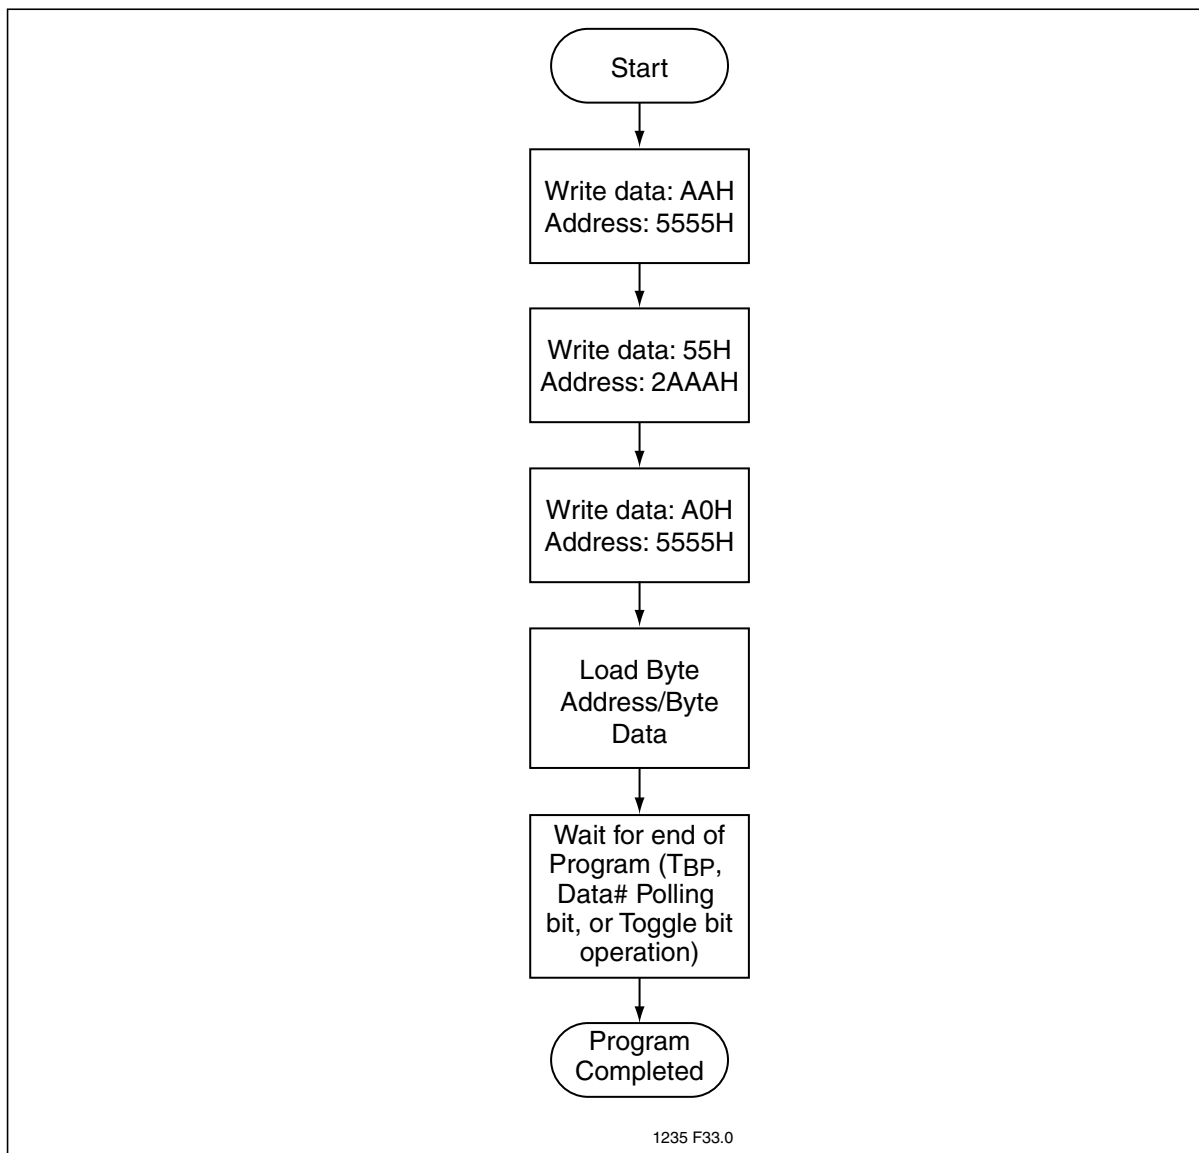 Start
Write data: AAH
Address: 5555H
Write data: 55H
Address: 2AAAH
Write data: A0H
Address: 5555H
Load Byte
Address/Byte
Data
Wait for end of
Program (TBP,
Data# Polling
bit, or Toggle bit
operation)
Program
Completed
1235 F33.0